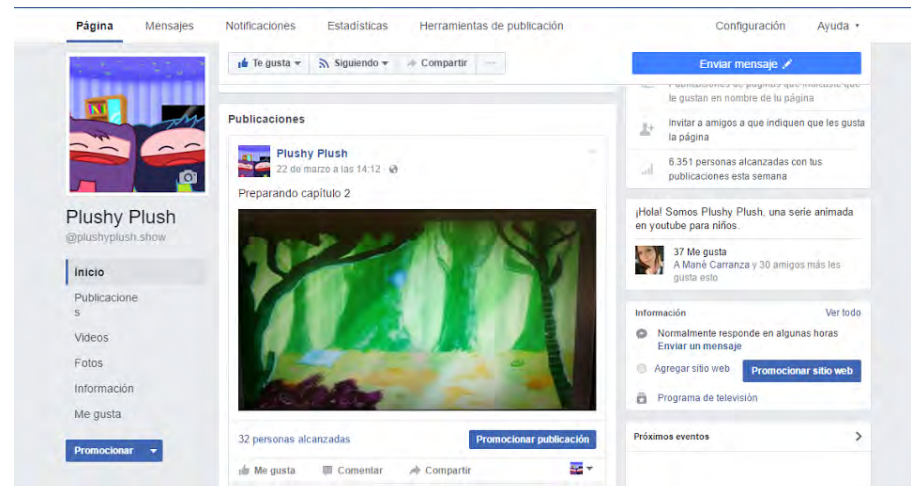 Página Mensajes Notificaciones Estadísticas Herramientas de publicación Configuración Ayuda
Te gusta Siguiendo Compartir ...
Enviar mensaje
Plushy Plush
@plushyplush.show
Inicio
Publicacione
s
Videos
Fotos
Información
Me gusta
Promocionar
Publicaciones
Plushy Plush
22 de marzo a las 14:12
Preparando capítulo 2
32 personas alcanzadas
Promocionar publicación
Me gusta Comentar Compartir
le gustan en nombre de tu página
Invitar a amigos a que indiquen que les gusta
la página
6.351 personas alcanzadas con tus
publicaciones esta semana
¡Hola! Somos Plushy Plush, una serie animada
en youtube para niños.
37 Me gusta
A Manè Carranza y 30 amigos más les
gusta esto
Información Ver todo
Normalmente responde en algunas horas
Enviar un mensaje
Agregar sitio web Promocionar sitio web
Programa de televisión
Próximos eventos